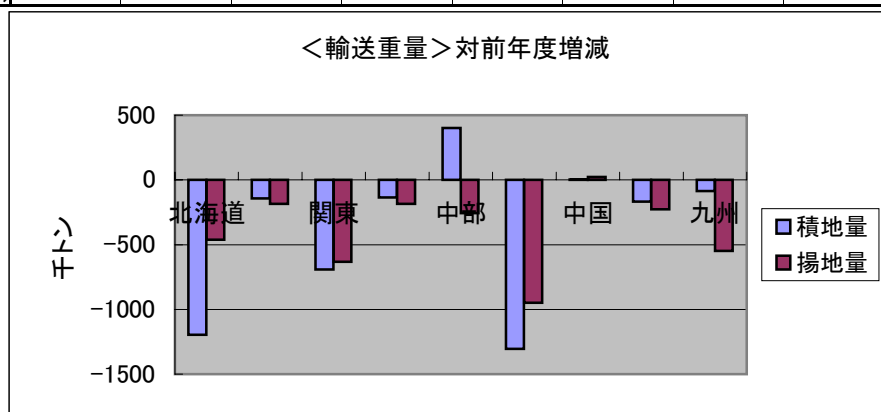 ＜輸送重量＞対前年度増減
500
0
-500
-1000
-1500
千トン
北海道 関東 中部 中国 九州
積地量
揚地量